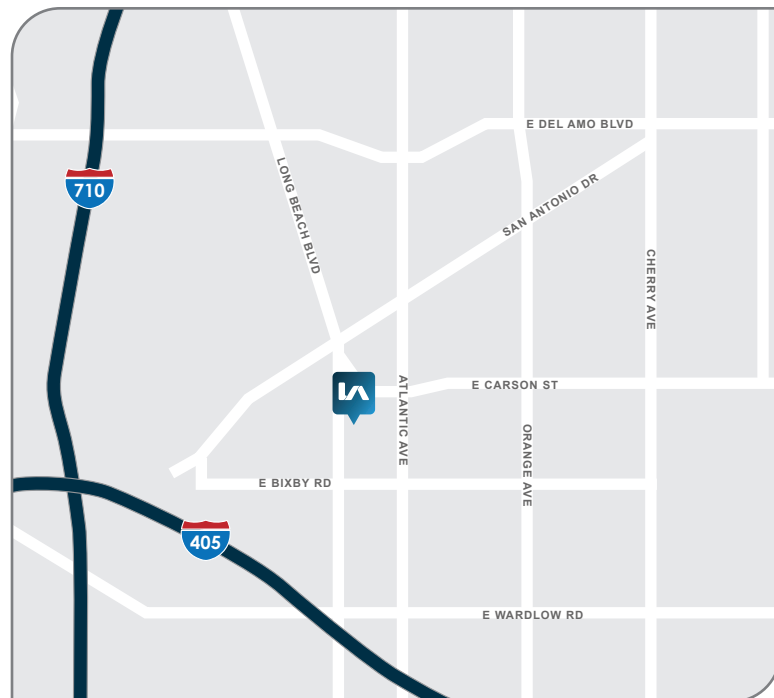 E DEL AMO BLVD
710
LONG BEACH BLVD
SAN ANTONIO DR
CHERRY AVE
E CARSON ST
ATLANTIC AVE
ORANGE AVE
E BIXBY RD
405
E WARDLOW RD